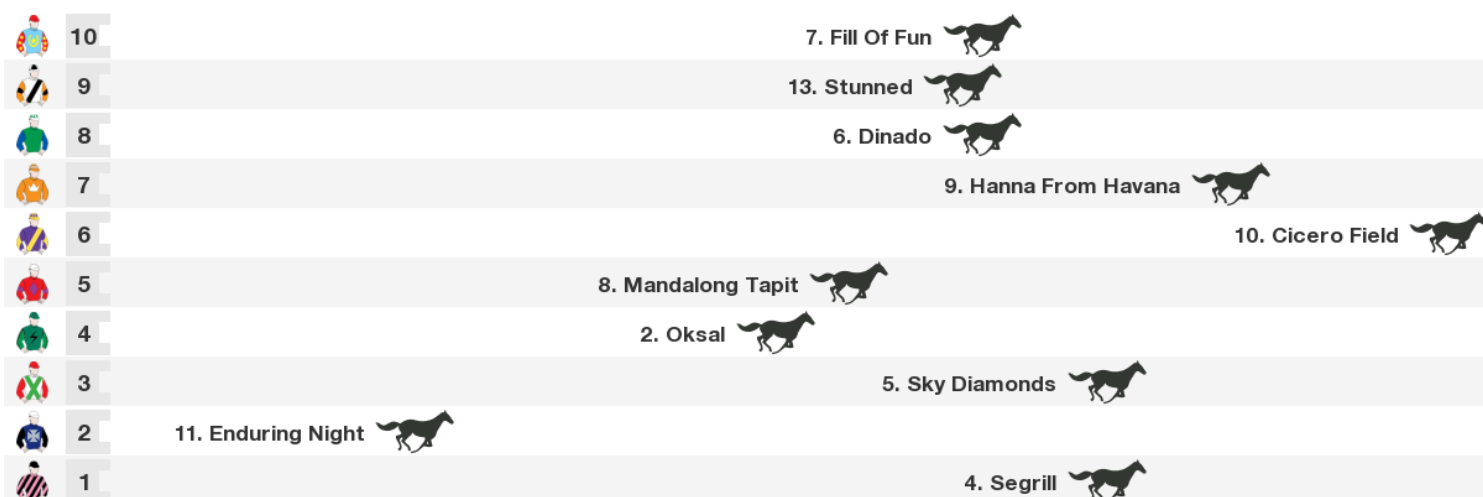 10 7. Fill Of Fun
9 13. Stunned
8 6. Dinado
7 9. Hanna From Havana
6 10. Cicero Field
5 8. Mandalong Tapit
4 2. Oksal
3 5. Sky Diamonds
2 11. Enduring Night
1 4. Segrill